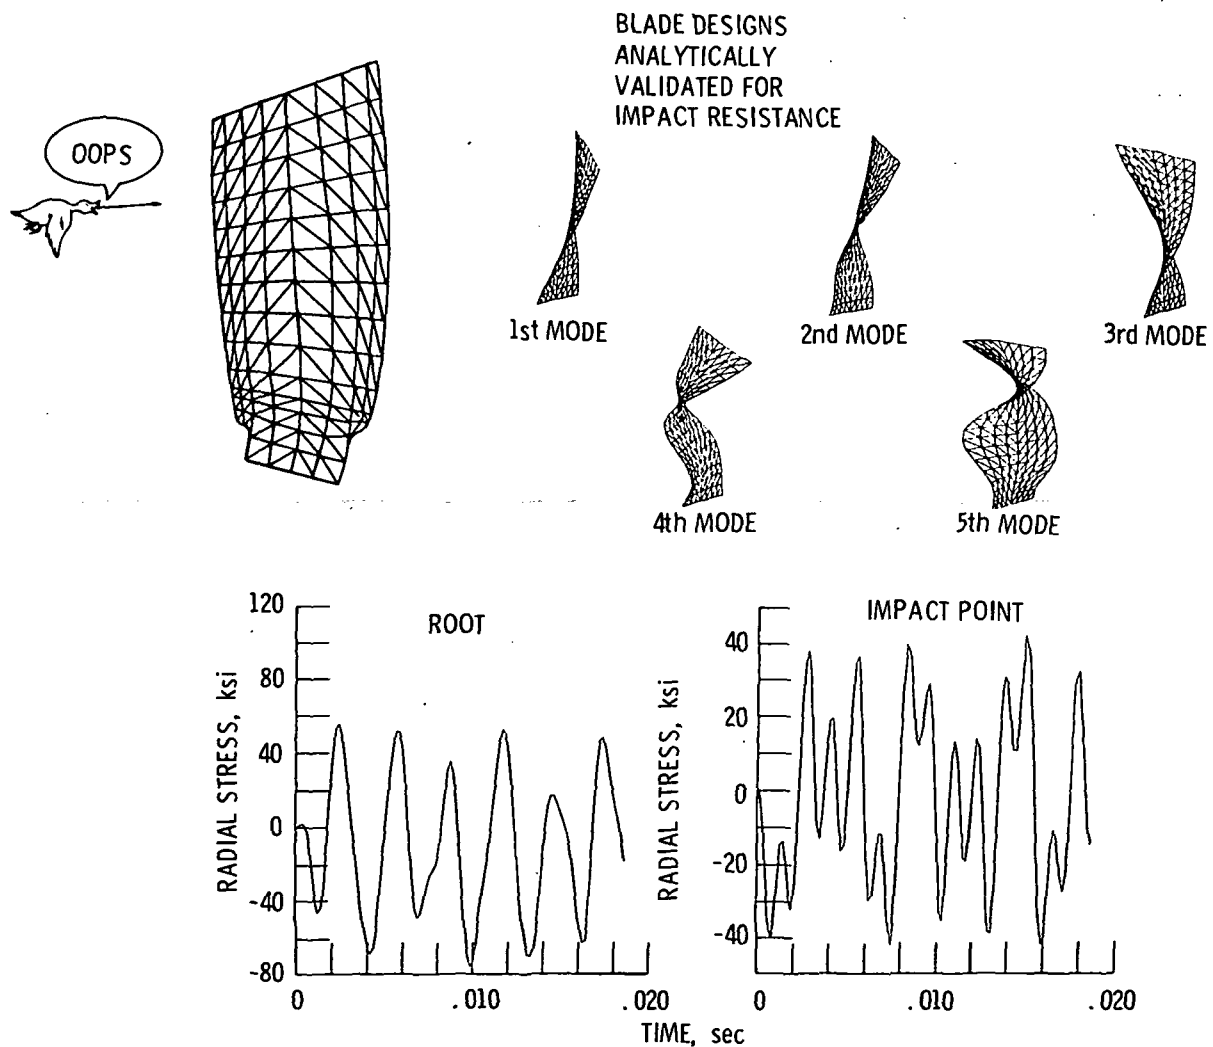 BLADE DESIGNS
ANALYTICALLY
VALIDATED FOR
IMPACT RESISTANCE
OOPS
1st MODE
2nd MODE
3rd MODE
4th MODE
5th MODE
ROOT
RADIAL STRESS, ksi
120
80
40
0
-40
-80
0
.010
.020
IMPACT POINT
RADIAL STRESS, ksi
40
20
0
-20
-40
0
.010
.020
TIME, sec